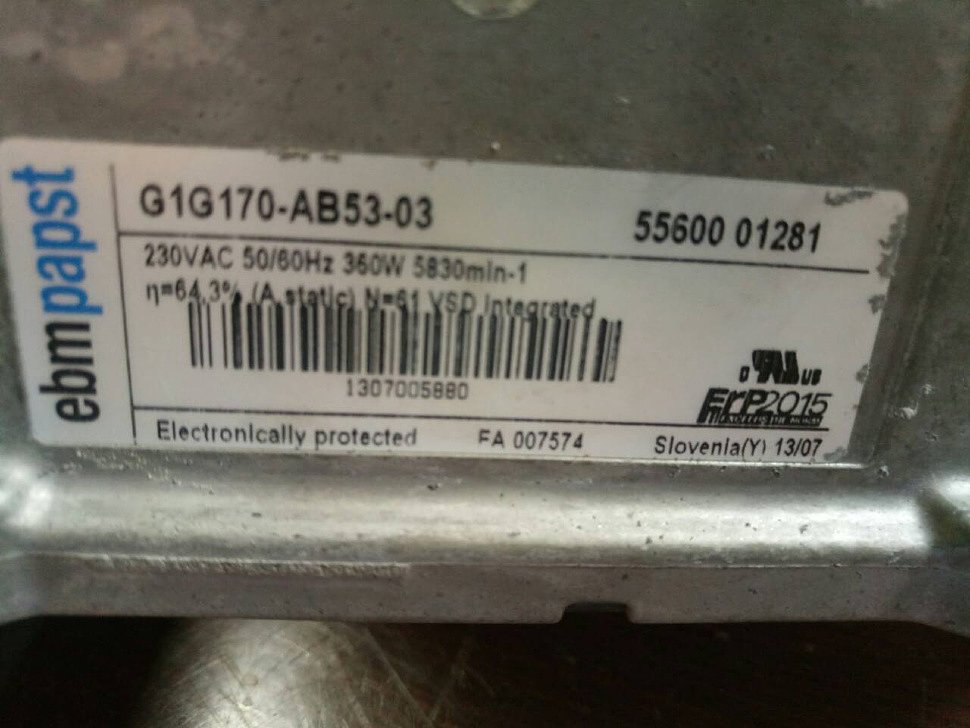 ebmpapst
G1G170-AB53-03 55600 01281
230VAC 50/60Hz 360W 5830min-1
η=64,3% (A, static) N=61 VSD Integrated
1307005880
ErP2015
Electronically protected FA 007574 Slovenia(Y) 13/07